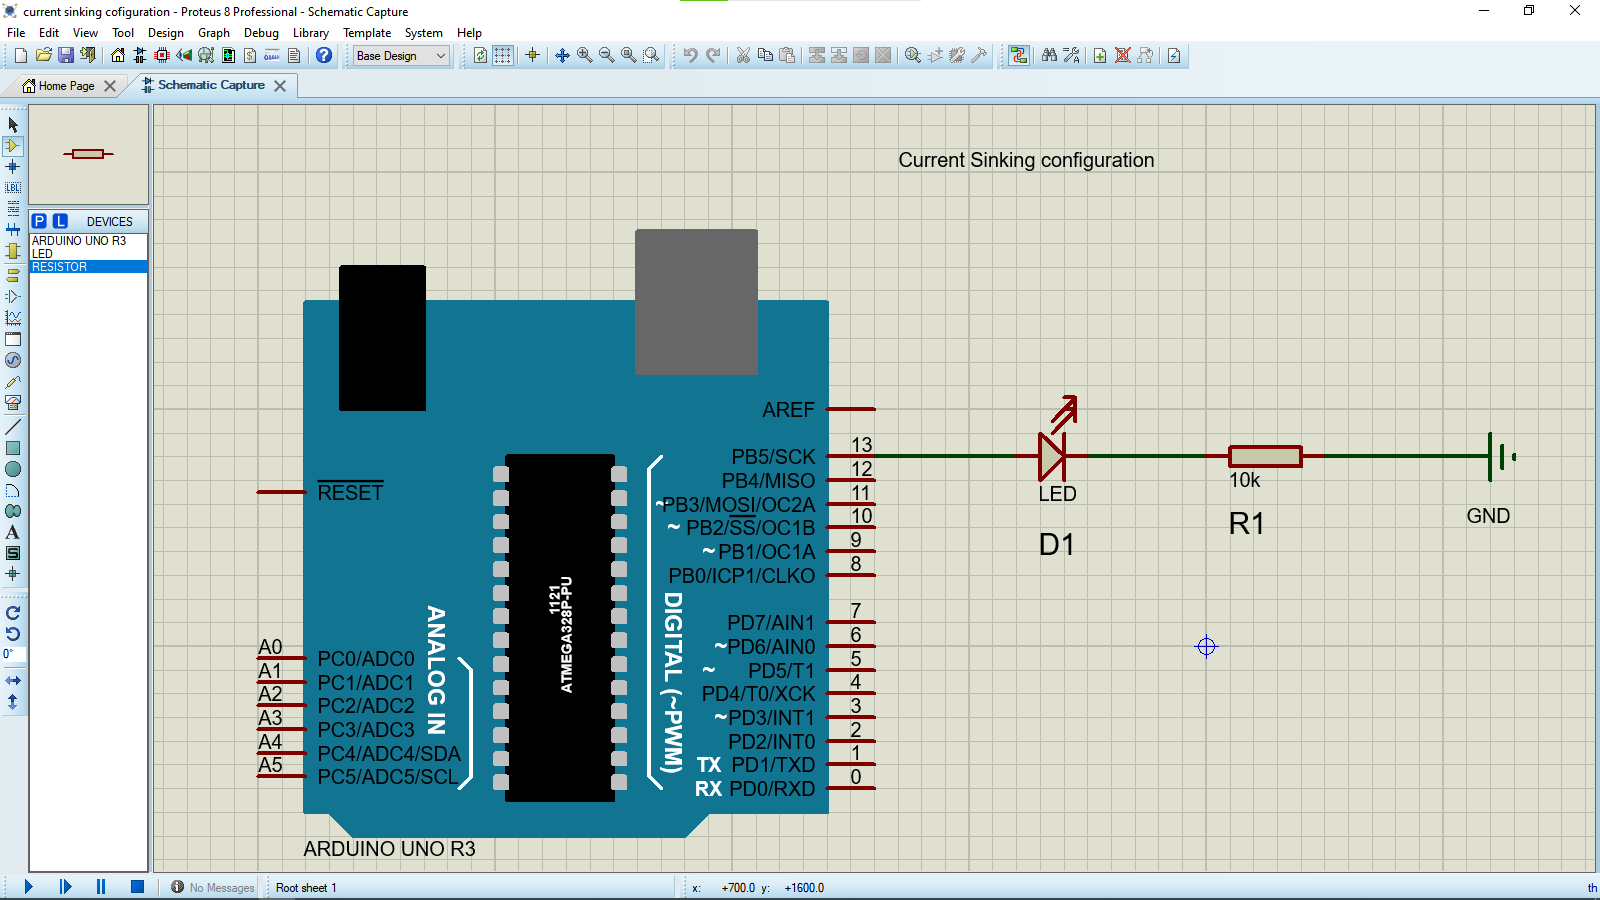 current sinking cofiguration - Proteus 8 Professional - Schematic Capture
File Edit View Tool Design Graph Debug Library Template System Help
Base Design
Home Page
Schematic Capture
LBL
P L DEVICES
ARDUINO UNO R3
LED
RESISTOR
0°
Current Sinking configuration
AREF
13
PB5/SCK
12
PB4/MISO
11
~PB3/MOSI/OC2A
10
~ PB2/SS/OC1B
9
~PB1/OC1A
8
PB0/ICP1/CLKO
7
PD7/AIN1
6
~PD6/AIN0
5
~ PD5/T1
4
PD4/T0/XCK
3
~PD3/INT1
2
PD2/INT0
1
TX PD1/TXD
0
RX PD0/RXD
RESET
A0
PC0/ADC0
A1
PC1/ADC1
A2
PC2/ADC2
A3
PC3/ADC3
A4
PC4/ADC4/SDA
A5
PC5/ADC5/SCL
ANALOG IN
1121
ATMEGA328P-PU
DIGITAL (~PWM)
ARDUINO UNO R3
LED
D1
10k
R1
GND
No Messages
Root sheet 1
x: +700.0 y: +1600.0
th